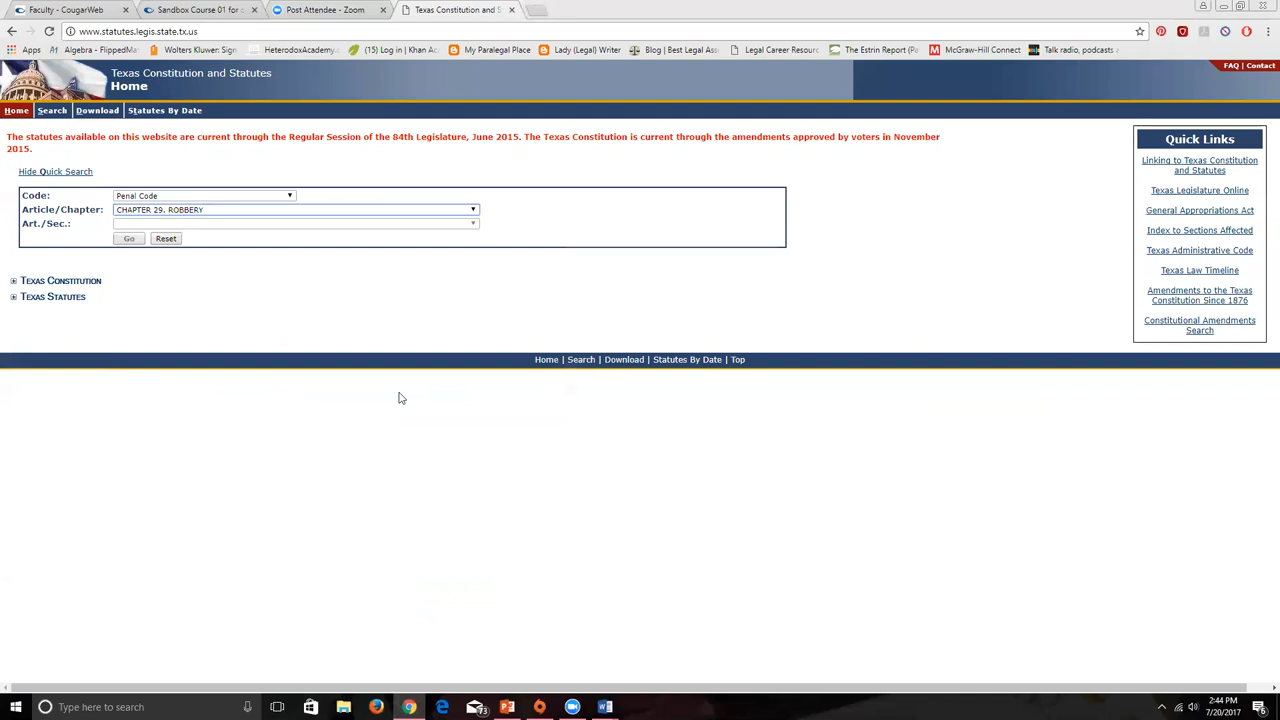 Faculty - CougarWeb
Sandbox Course 01 for c
Post Attendee - Zoom
Texas Constitution and S
www.statutes.legis.state.tx.us
Apps
Algebra - FlippedMa
Wolters Kluwer: Sign
HeterodoxAcademy.
(15) Log in | Khan Ac
My Paralegal Place
Lady (Legal) Writer
Blog | Best Legal Ass
Legal Career Resourc
The Estrin Report (Pa
McGraw-Hill Connect
Talk radio, podcasts a
Texas Constitution and Statutes
Home
FAQ | Contact
Home
Search
Download
Statutes By Date
The statutes available on this website are current through the Regular Session of the 84th Legislature, June 2015. The Texas Constitution is current through the amendments approved by voters in November
2015.
Hide Quick Search
Code: Penal Code
Article/Chapter: CHAPTER 29. ROBBERY
Art./Sec.:
Go Reset
TEXAS CONSTITUTION
TEXAS STATUTES
Quick Links
Linking to Texas Constitution
and Statutes
Texas Legislature Online
General Appropriations Act
Index to Sections Affected
Texas Administrative Code
Texas Law Timeline
Amendments to the Texas
Constitution Since 1876
Constitutional Amendments
Search
Home | Search | Download | Statutes By Date | Top
Type here to search
73
2:44 PM
7/20/2017
6